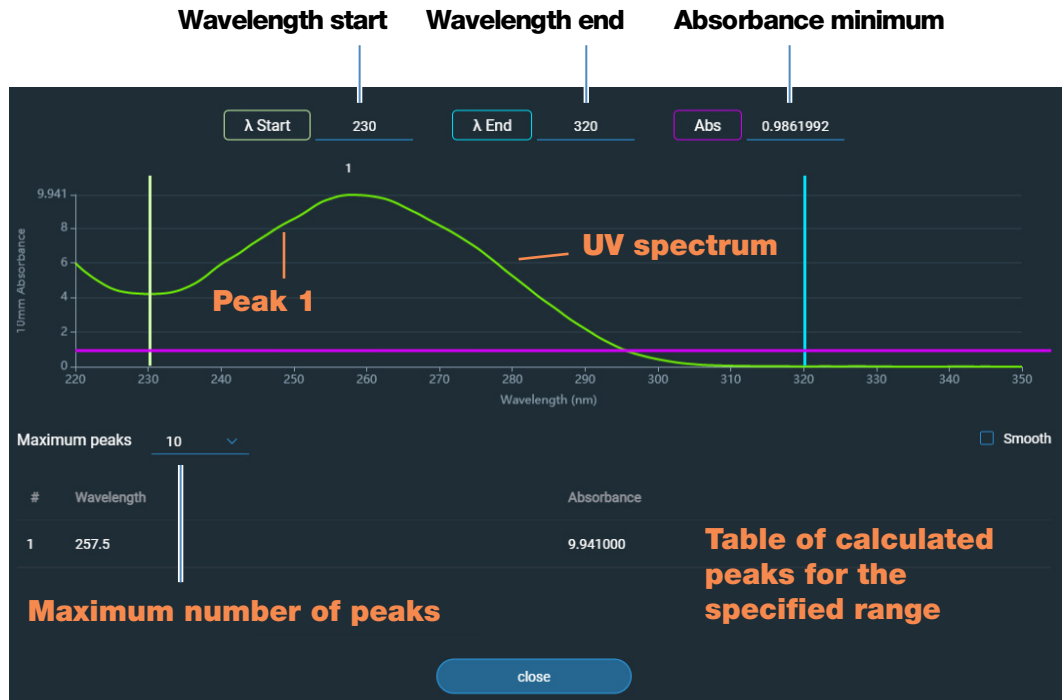 Wavelength start Wavelength end Absorbance minimum
λ Start 230 λ End 320 Abs 0.9861992
1
9.941
8
6
4
2
0
10mm Absorbance
UV spectrum
Peak 1
220 230 240 250 260 270 280 290 300 310 320 330 340 350
Wavelength (nm)
Maximum peaks 10 Smooth
# Wavelength Absorbance
1 257.5 9.941000
Table of calculated
peaks for the
specified range
Maximum number of peaks
close